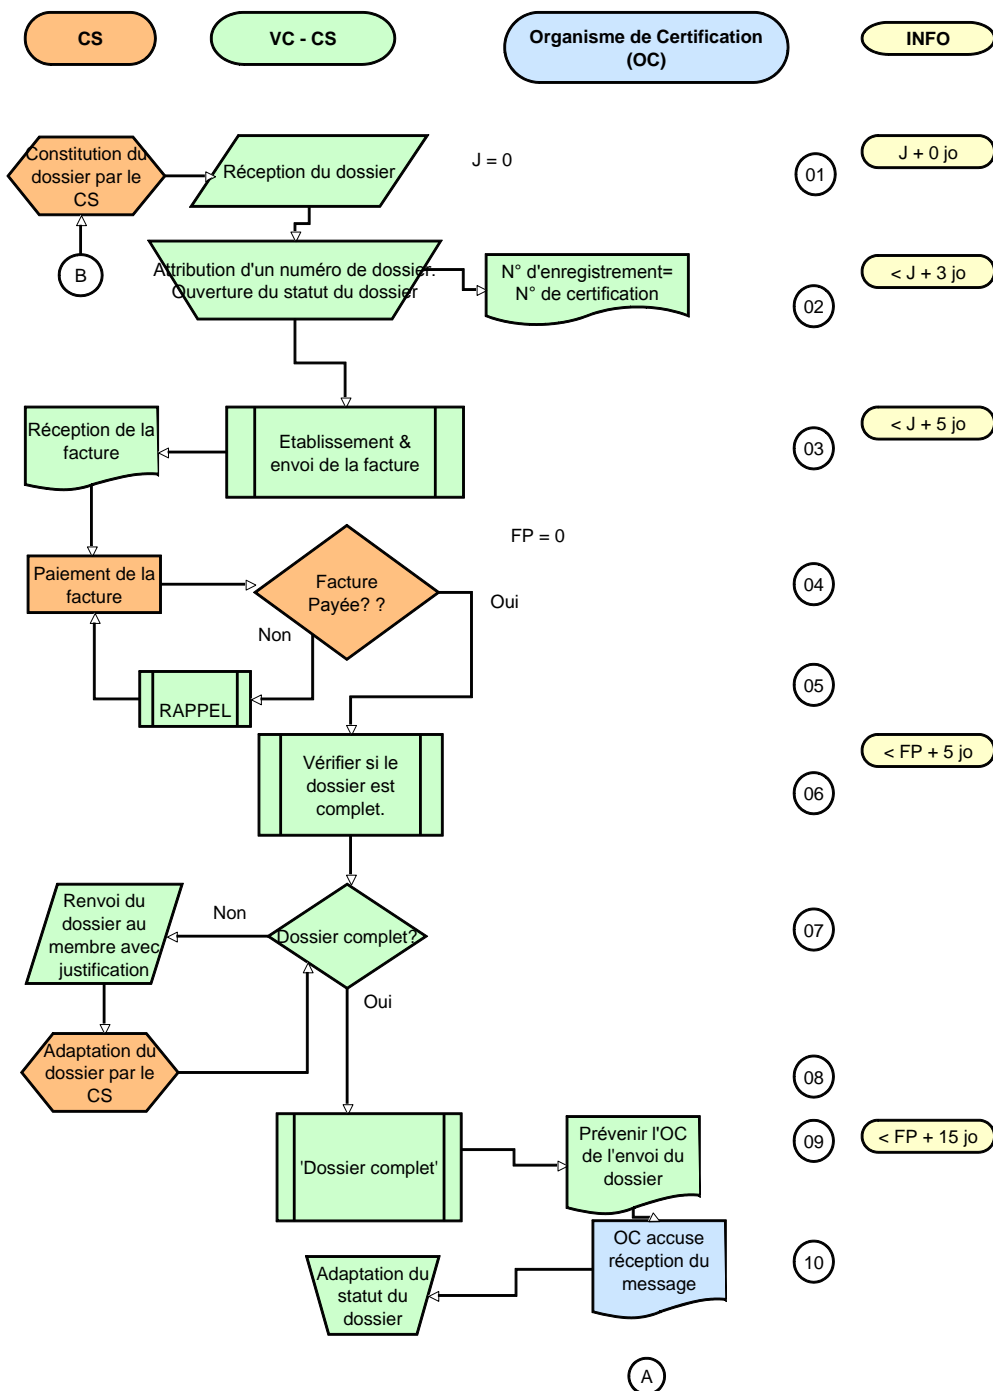 CS
VC - CS
Organisme de Certification
(OC)
INFO
Constitution du
dossier par le
CS
Réception du dossier
J = 0
01
J + 0 jo
B
Attribution d'un numéro de dossier.
Ouverture du statut du dossier
N° d'enregistrement=
N° de certification
02
< J + 3 jo
Réception de la
facture
Etablissement &
envoi de la facture
03
< J + 5 jo
FP = 0
Paiement de la
facture
Facture
Payée? ?
Oui
04
Non
RAPPEL
05
Vérifier si le
dossier est
complet.
06
< FP + 5 jo
Renvoi du
dossier au
membre avec
justification
Non
Dossier complet?
07
Oui
Adaptation du
dossier par le
CS
08
'Dossier complet'
Prévenir l'OC
de l'envoi du
dossier
09
< FP + 15 jo
OC accuse
réception du
message
Adaptation du
statut du
dossier
10
A